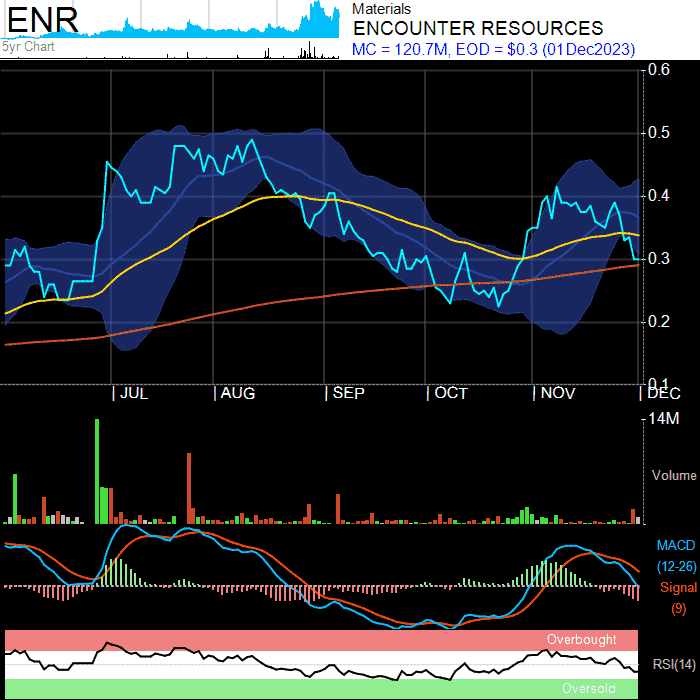 ENR
5yr Chart
Materials
ENCOUNTER RESOURCES
MC = 120.7M, EOD = $0.3 (01Dec2023)
0.6
0.5
0.4
0.3
0.2
0.1
JUL AUG SEP OCT NOV DEC
14M
Volume
MACD
(12-26)
Signal
(9)
Overbought
RSI(14)
Oversold